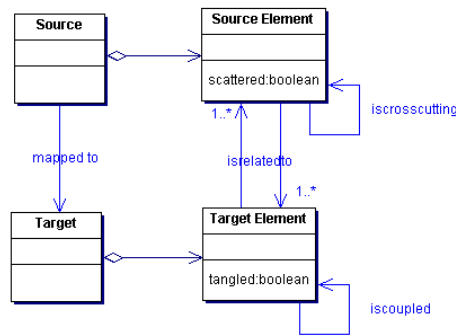 Source
Source Element
scattered:boolean
iscrosscutting
1..*
mapped to
isrelatedto
1..*
Target
Target Element
tangled:boolean
iscoupled